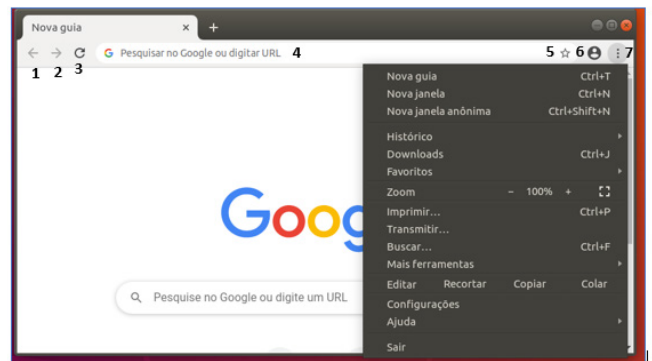 Nova guia
Pesquisar no Google ou digitar URL 4 5 6 7
1 2 3
Nova guia Ctrl+T
Nova janela Ctrl+N
Nova janela anônima Ctrl+Shift+N
Histórico
Downloads Ctrl+J
Favoritos
Zoom – 100% +
Imprimir... Ctrl+P
Transmitir...
Buscar... Ctrl+F
Mais ferramentas
Editar Recortar Copiar Colar
Configurações
Ajuda
Sair
Goog
Pesquise no Google ou digite um URL